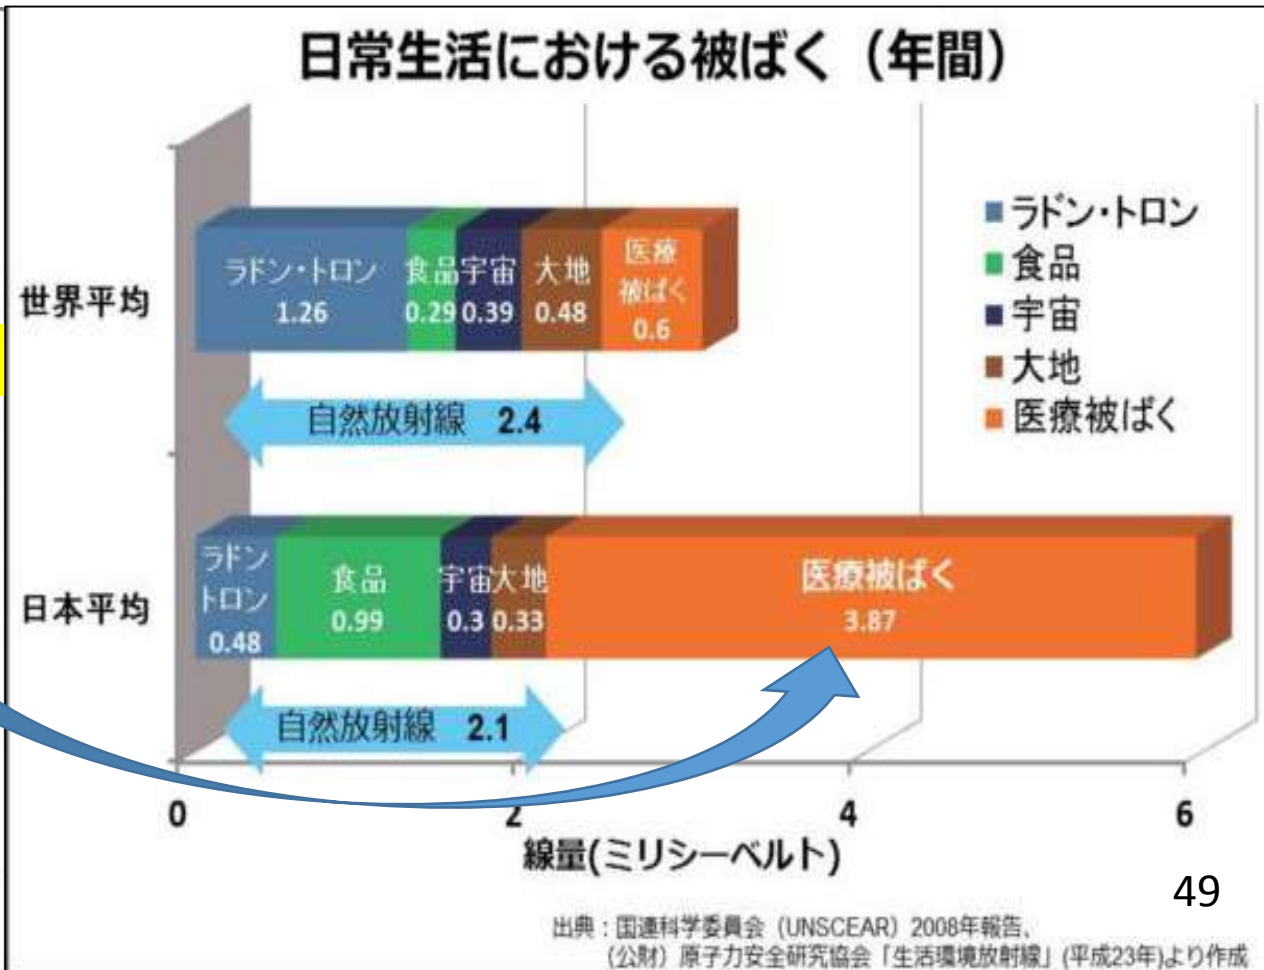 日常生活における被ばく（年間）
ラドン・トロン
食品
宇宙
大地
医療被ばく
世界平均
ラドン・トロン
1.26
食品
0.29
宇宙
0.39
大地
0.48
医療
被ばく
0.6
自然放射線 2.4
日本平均
ラドン
トロン
0.48
食品
0.99
宇宙
0.3
大地
0.33
医療被ばく
3.87
自然放射線 2.1
0
2
4
6
線量(ミリシーベルト)
49
出典：国連科学委員会（UNSCEAR）2008年報告、
（公財）原子力安全研究協会「生活環境放射線」(平成23年)より作成